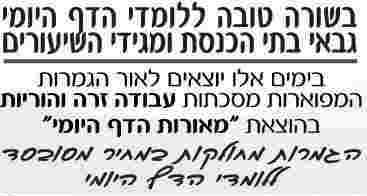 בשורה טובה ללומדי הדף היומי
גבאי בתי הכנסת ומגידי השיעורים
בימים אלו יוצאים לאור הגמרות
המפוארות מסכתות עבודה זרה והוריות
בהוצאת "מאורות הדף היומי"
הגמרות מחולקות במחיר מסובסד
ללומדי הדף היומי